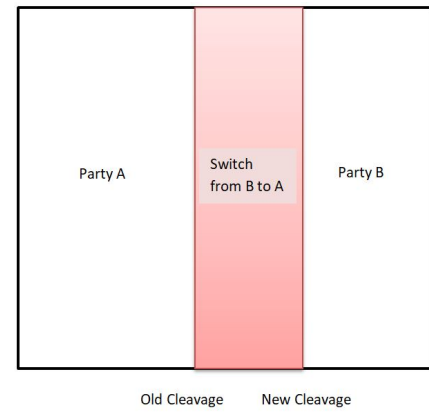 Party A
Switch
from B to A
Party B
Old Cleavage
New Cleavage